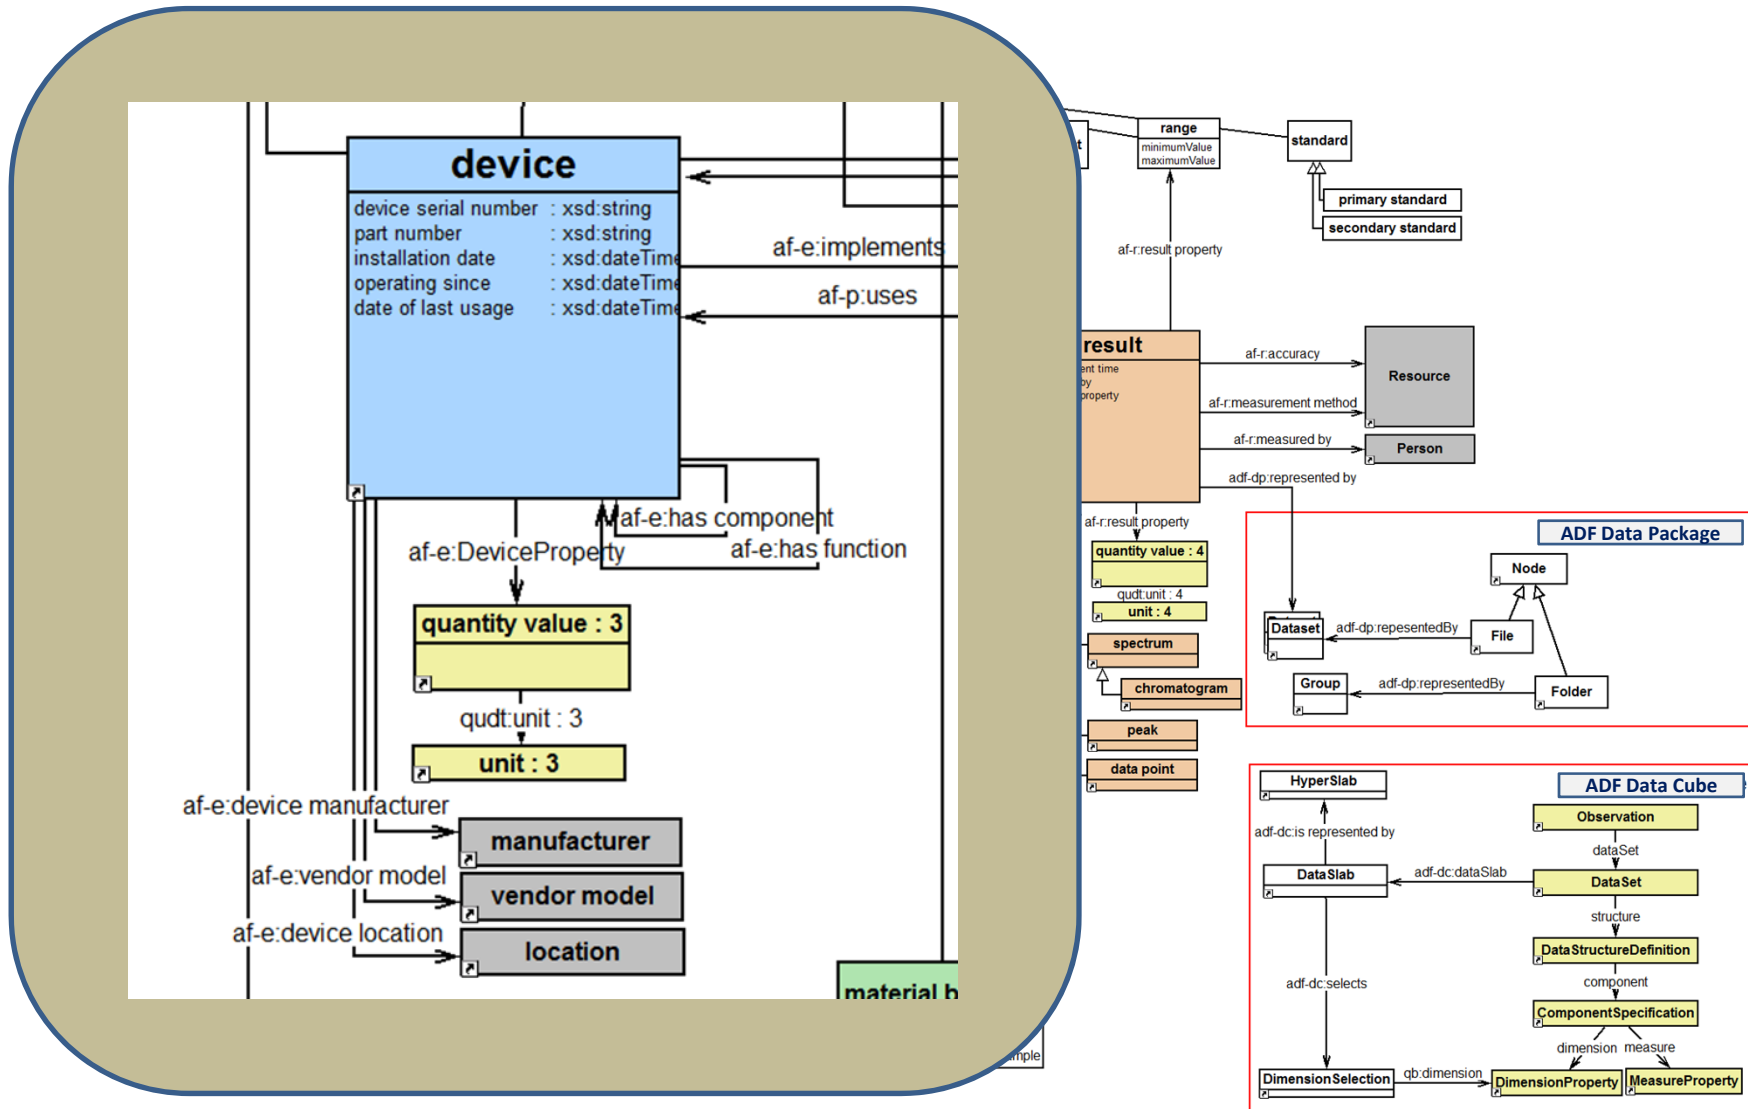 device
device serial number : xsd:string
part number : xsd:string
installation date : xsd:dateTime
operating since : xsd:dateTime
date of last usage : xsd:dateTime
af-e:implements
af-p:uses
af-e:has component
af-e:has function
af-e:DeviceProperty
quantity value : 3
qudt:unit : 3
unit : 3
af-e:device manufacturer
manufacturer
af-e:vendor model
vendor model
af-e:device location
location
material b
range
minimumValue
maximumValue
standard
primary standard
secondary standard
af-r:result property
result
ent time
by
property
af-r:accuracy
Resource
af-r:measurement method
af-r:measured by
Person
adf-dp:represented by
af-r:result property
quantity value : 4
qudt:unit : 4
unit : 4
spectrum
chromatogram
peak
data point
ADF Data Package
Node
Dataset
adf-dp:repesentedBy
File
Group
adf-dp:representedBy
Folder
ADF Data Cube
HyperSlab
Observation
adf-dc:is represented by
dataSet
DataSlab
adf-dc:dataSlab
DataSet
structure
DataStructureDefinition
adf-dc:selects
component
ComponentSpecification
dimension measure
DimensionSelection
qb:dimension
DimensionProperty
MeasureProperty